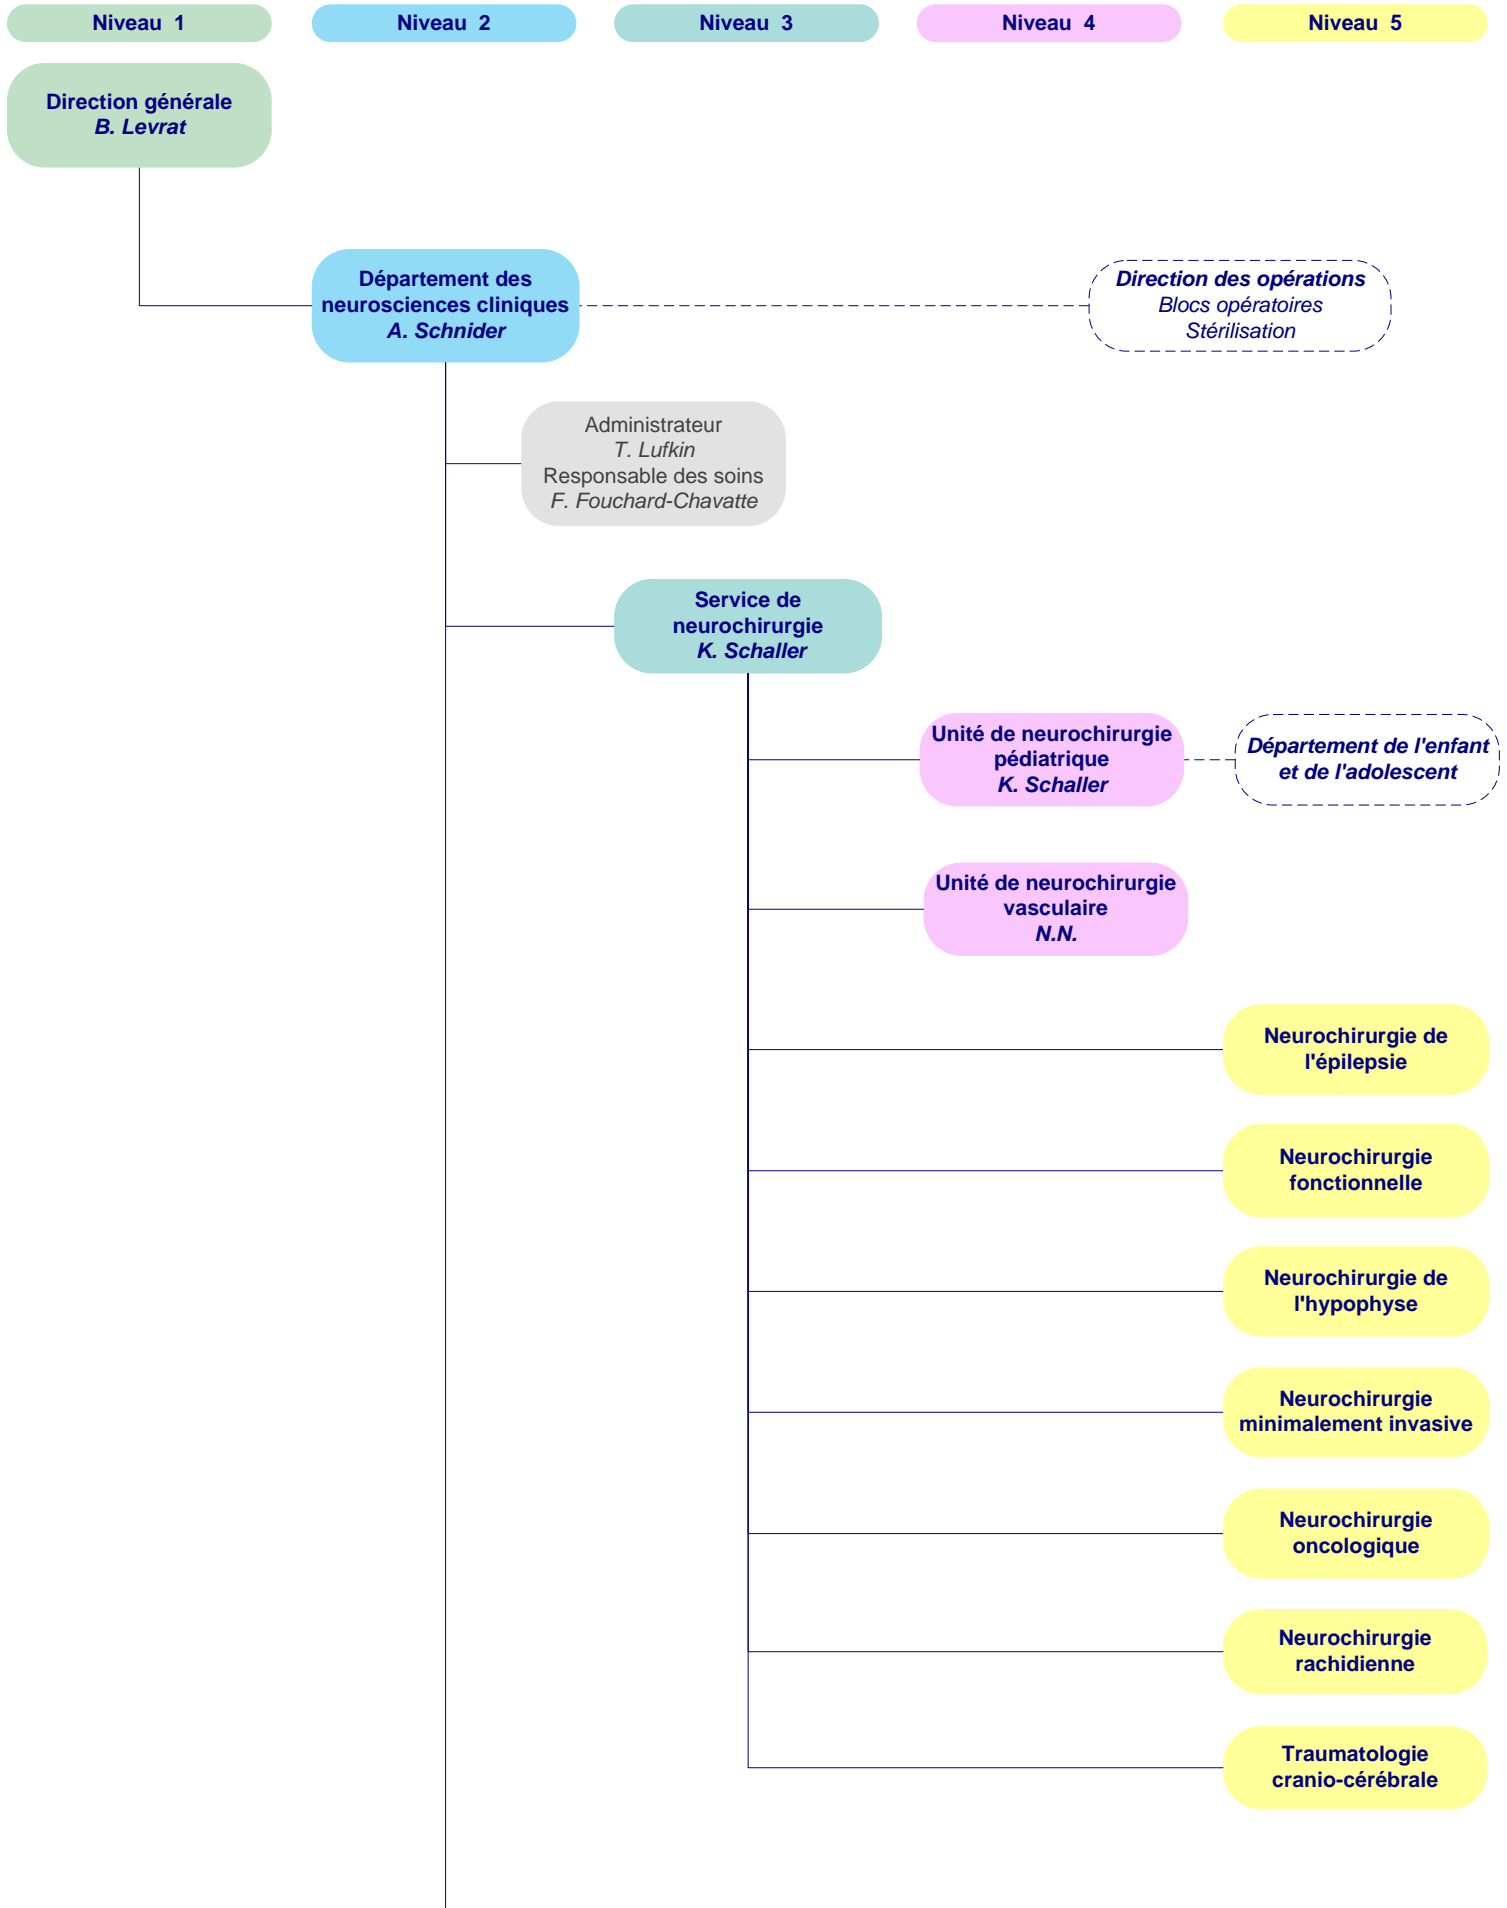 Niveau 1
Niveau 2
Niveau 3
Niveau 4
Niveau 5
Direction générale
B. Levrat
Département des
neurosciences cliniques
A. Schnider
Direction des opérations
Blocs opératoires
Stérilisation
Administrateur
T. Lufkin
Responsable des soins
F. Fouchard-Chavatte
Service de
neurochirurgie
K. Schaller
Unité de neurochirurgie
pédiatrique
K. Schaller
Département de l'enfant
et de l'adolescent
Unité de neurochirurgie
vasculaire
N.N.
Neurochirurgie de
l'épilepsie
Neurochirurgie
fonctionnelle
Neurochirurgie de
l'hypophyse
Neurochirurgie
minimalement invasive
Neurochirurgie
oncologique
Neurochirurgie
rachidienne
Traumatologie
cranio-cérébrale